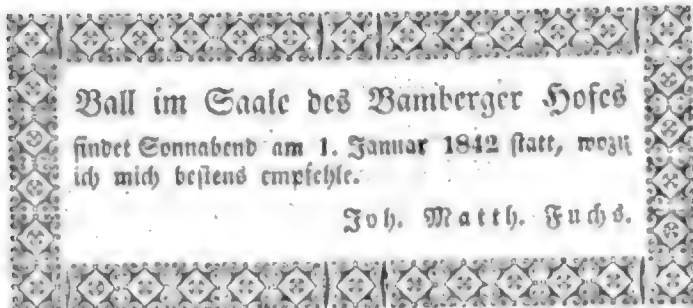 Ball im Saale des Bamberger Hofes
findet Sonnabend am 1. Januar 1842 statt, wozu
ich mich bestens empfehle.
Joh. Matth. Fuchs.